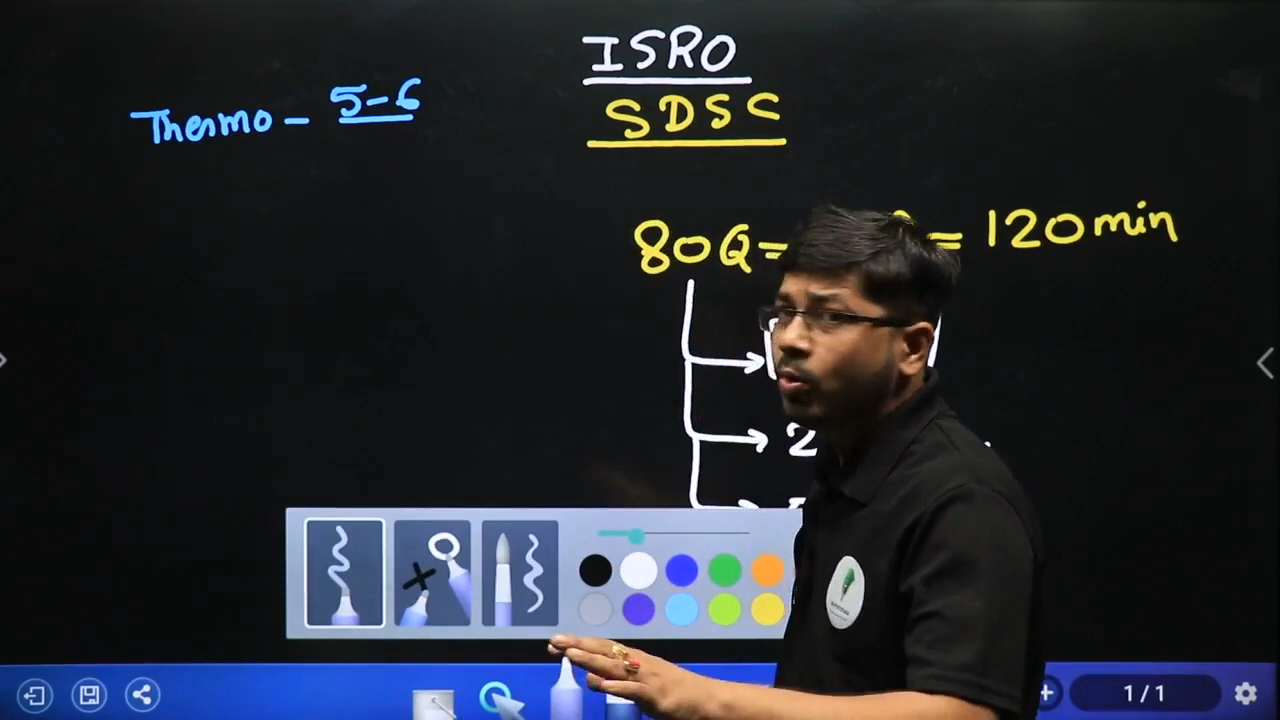 ISRO
SDSC
Thermo - 5-6
80Q =
= 120 min
2
1/1